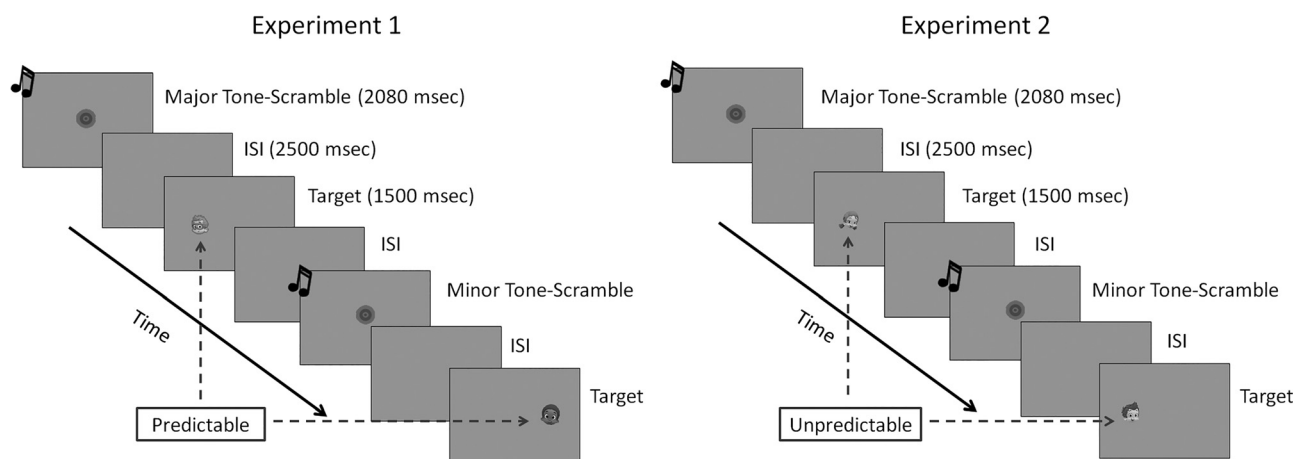 Experiment 1
Major Tone-Scramble (2080 msec)
ISI (2500 msec)
Target (1500 msec)
ISI
Minor Tone-Scramble
ISI
Target
Time
Predictable
Experiment 2
Major Tone-Scramble (2080 msec)
ISI (2500 msec)
Target (1500 msec)
ISI
Minor Tone-Scramble
ISI
Target
Time
Unpredictable